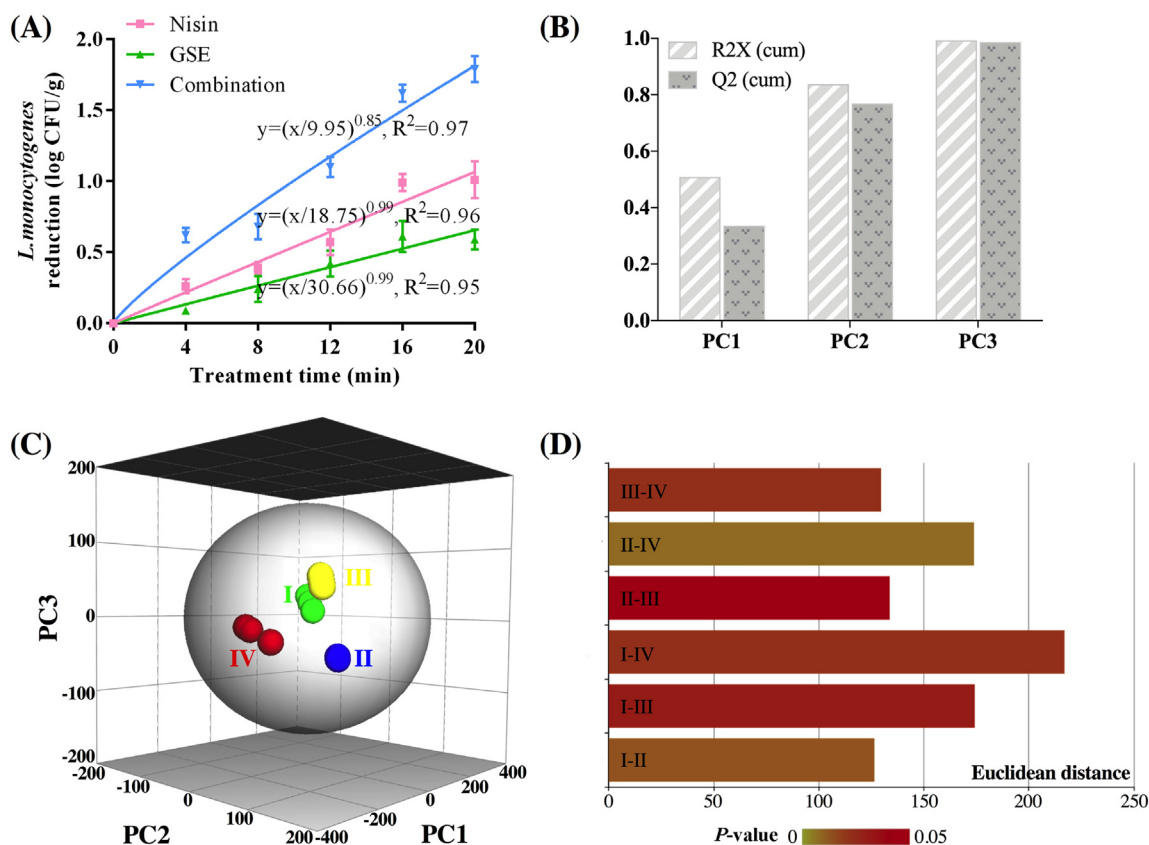 (A)
Nisin
GSE
Combination
2.0
1.5
1.0
0.5
0.0
L.monocytogenes
reduction (log CFU/g)
y=(x/9.95)^0.85, R^2=0.97
y=(x/18.75)^0.99, R^2=0.96
y=(x/30.66)^0.99, R^2=0.95
0 4 8 12 16 20
Treatment time (min)
(B)
R2X (cum)
Q2 (cum)
1.0
0.8
0.6
0.4
0.2
0.0
PC1 PC2 PC3
(C)
200
100
0
-100
-200
PC3
I
III
IV
II
-200 -100 0 100 200
PC2
-400 -200 0 200 400
PC1
(D)
III-IV
II-IV
II-III
I-IV
I-III
I-II
Euclidean distance
0 50 100 150 200 250
P-value 0 0.05